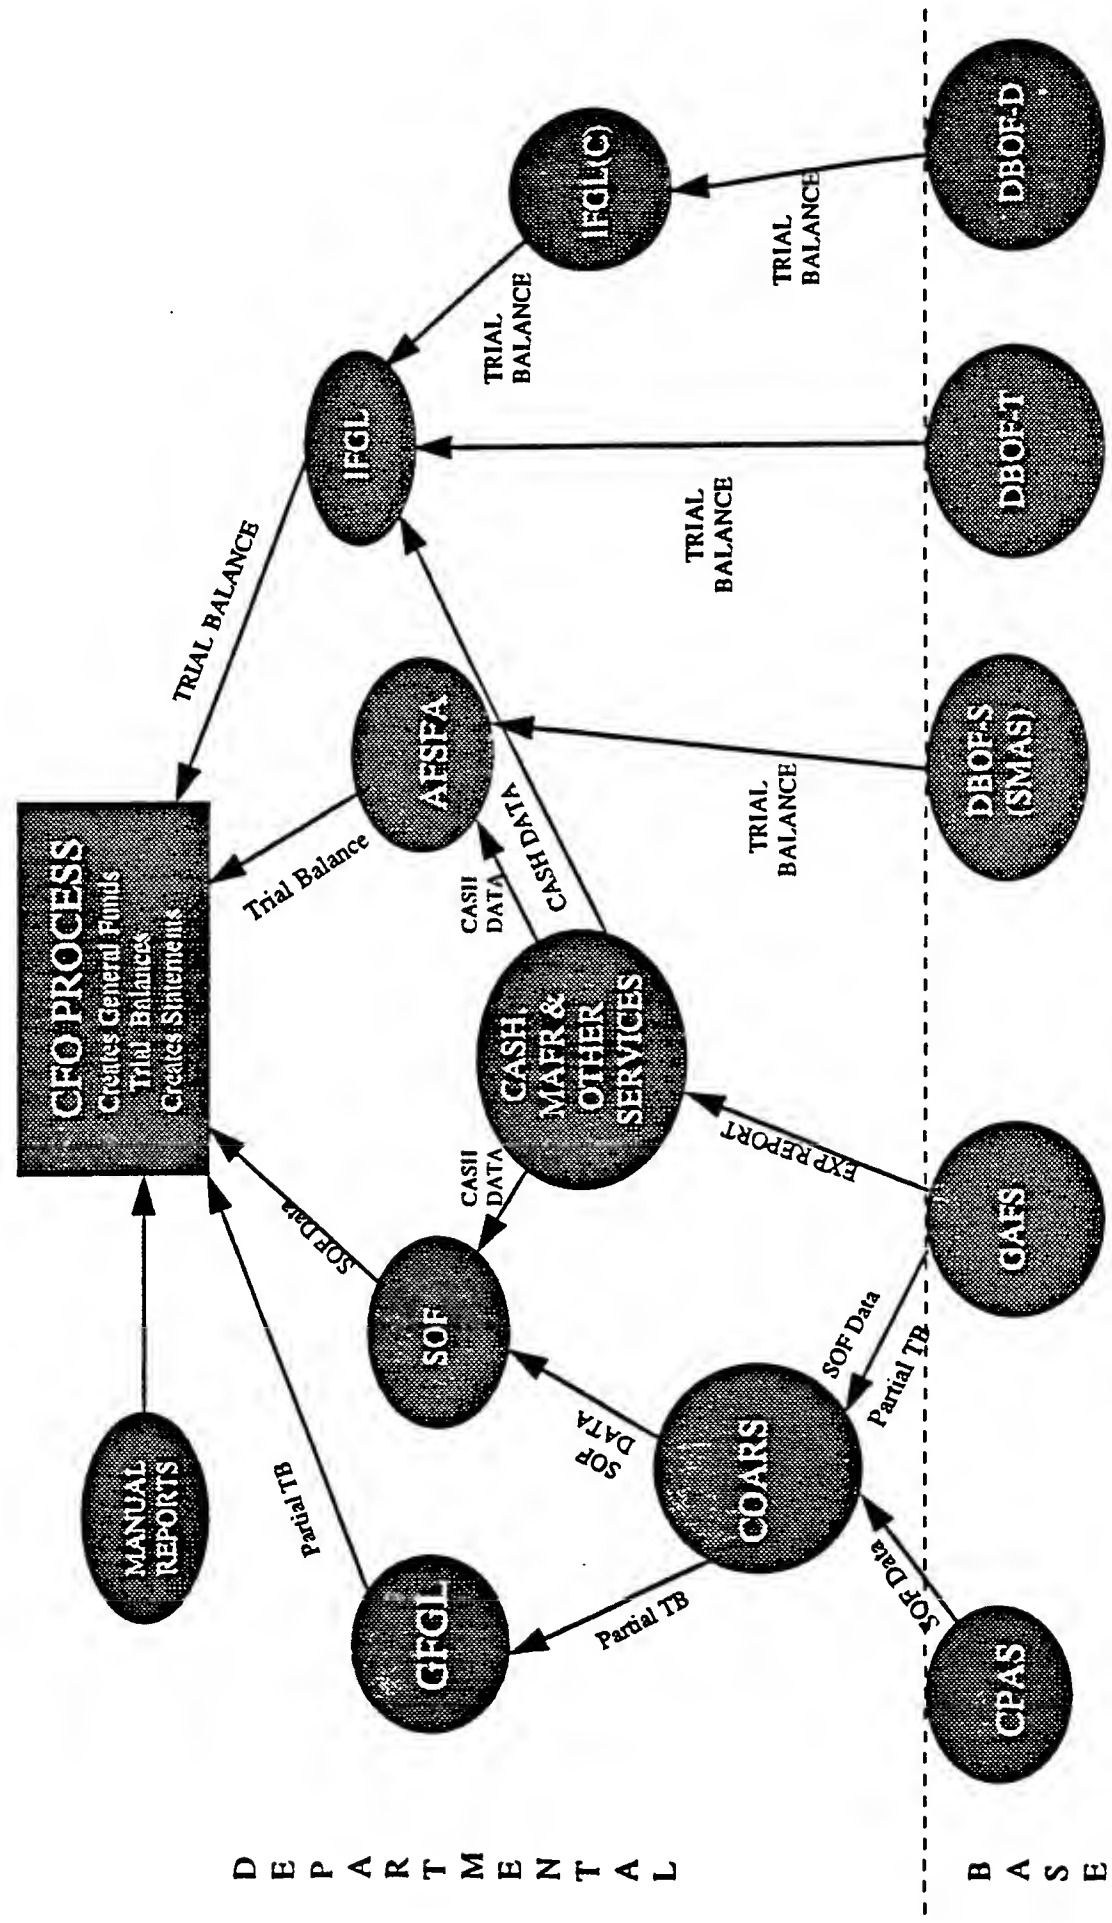 CFO PROCESS
Creates General Funds
Trial Balances
Creates Statements
MANUAL
REPORTS
Partial TB
SOF Data
Trial Balance
TRIAL BALANCE
GFGL
SOF
AFSFA
IFGL
CASH
DATA
CASH
DATA
CASH DATA
TRIAL
BALANCE
CASH,
MAFR &
OTHER
SERVICES
IFGL(C)
Partial TB
SOF
DATA
COARS
EXP REPORT
TRIAL
BALANCE
TRIAL
BALANCE
TRIAL
BALANCE
SOF Data
SOF Data
Partial TB
CPAS
GAFS
DBOF-S
(SMAS)
DBOF-T
DBOF-D
DEPARTMENTAL
BASE